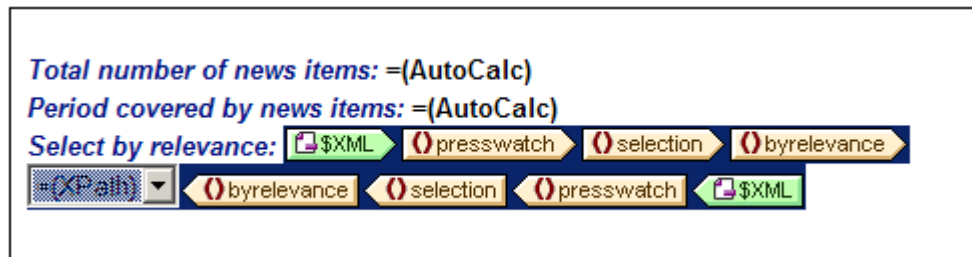 Total number of news items: =(AutoCalc)
Period covered by news items: =(AutoCalc)
Select by relevance: $XML ()presswatch ()selection ()byrelevance
=(XPath) ()byrelevance ()selection ()presswatch $XML